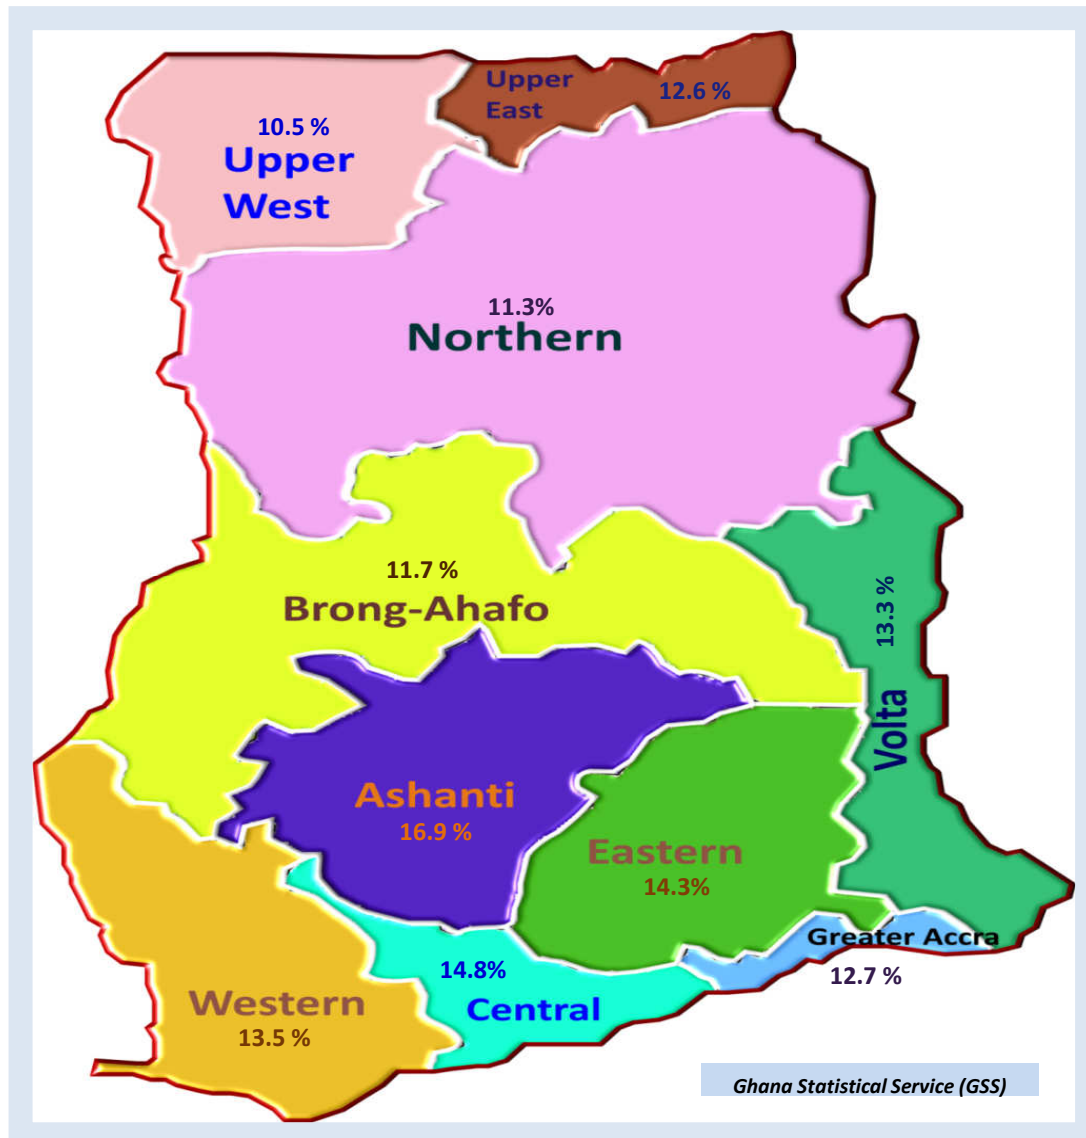 Upper
East
12.6 %
10.5 %
Upper
West
11.3%
Northern
11.7 %
Brong-Ahafo
13.3 %
Volta
Ashanti
16.9 %
Eastern
14.3%
Greater Accra
12.7 %
14.8%
Central
Western
13.5 %
Ghana Statistical Service (GSS)